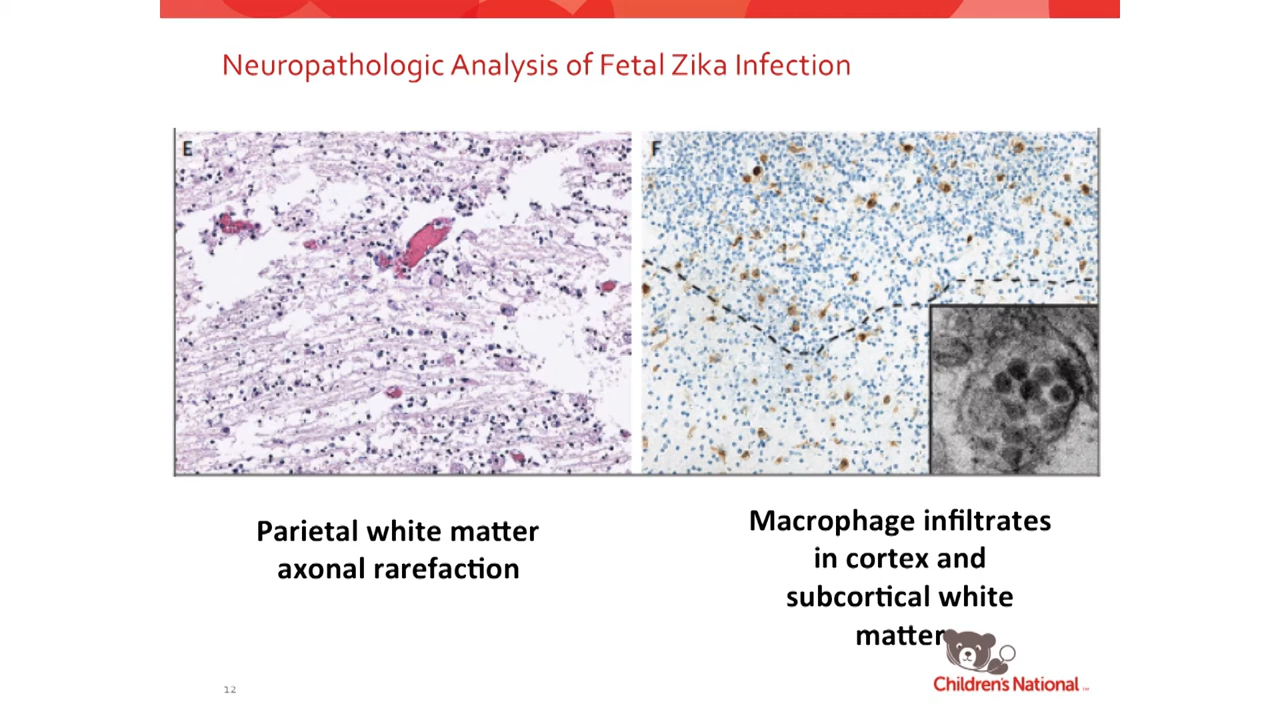 Neuropathologic Analysis of Fetal Zika Infection
E
F
Parietal white matter
axonal rarefaction
Macrophage infiltrates
in cortex and
subcortical white
matter
Children's National ™
12